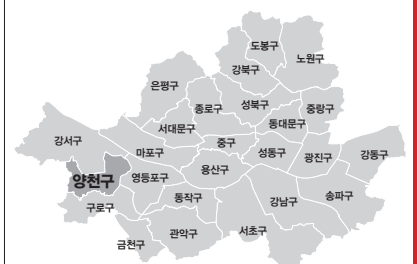 도봉구
노원구
강북구
은평구
성북구
종로구
중랑구
동대문구
서대문구
강서구
중구
마포구
성동구
광진구
강동구
용산구
양천구
영등포구
동작구
송파구
강남구
구로구
서초구
관악구
금천구